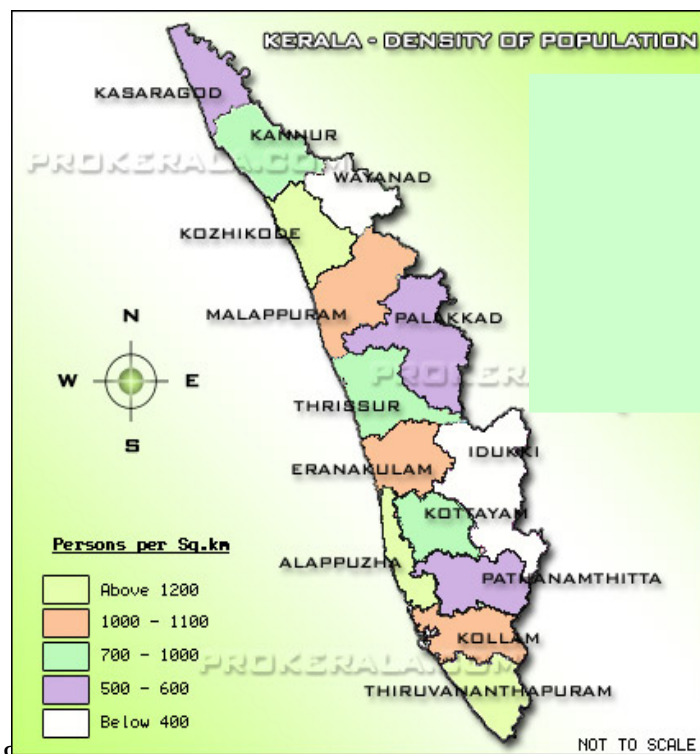 KERALA - DENSITY OF POPULATION
KASARAGOD
KANNUR
PROKERALA.COM
WAYANAD
KOZHIKODE
MALAPPURAM
PALAKKAD
N
W E
S
PROKERA
THRISSUR
IDUKKI
ERANAKULAM
KOTTAYAM
Persons per Sq.km
ALAPPUZHA
PATHANAMTHITTA
Above 1200
1000 - 1100
KOLLAM
700 - 1000
PROKERALA.COM
500 - 600
THIRUVANANTHAPURAM
Below 400
NOT TO SCALE